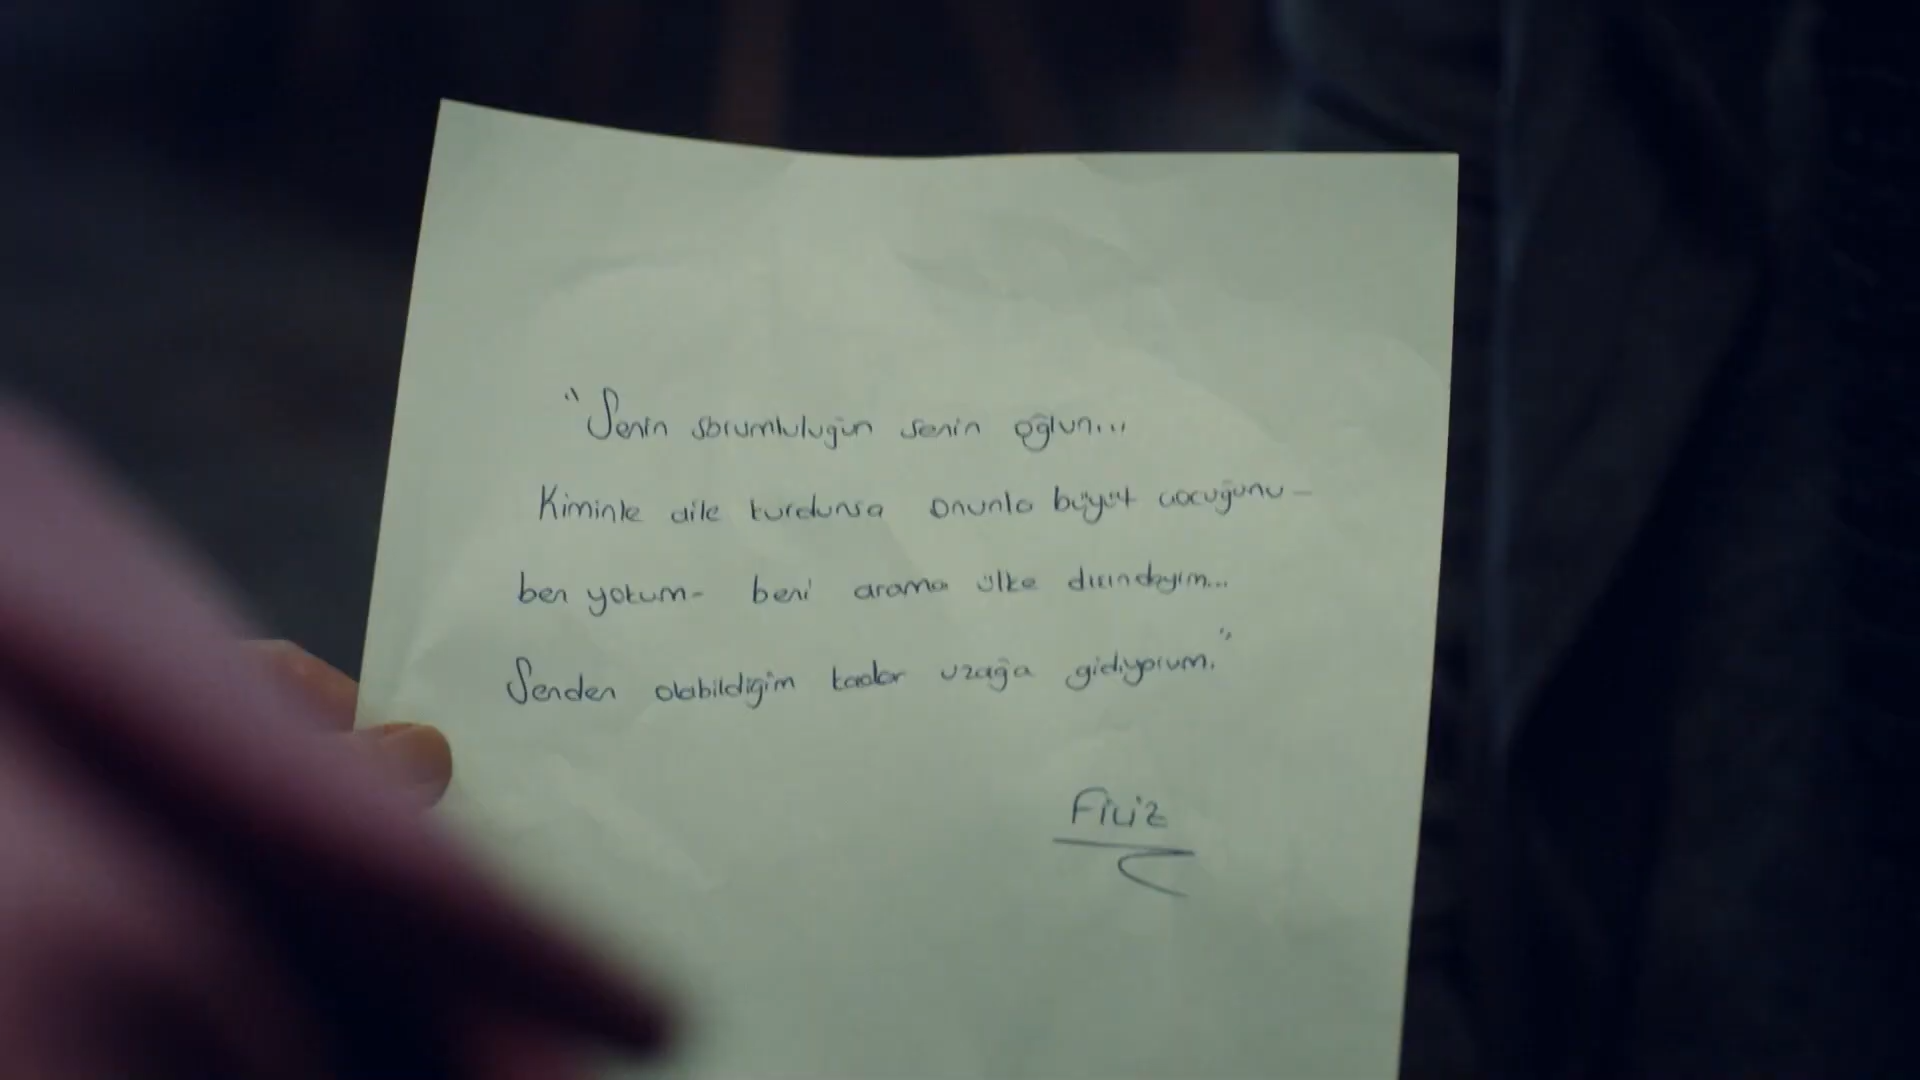 "Senin sorumluluğun senin oğlun...
Kiminle aile kurdunsa onunla büyüt çocuğunu -
ben yokum - beni arama ülke dışındayım...
Senden olabildiğim kadar uzağa gidiyorum."
Filiz